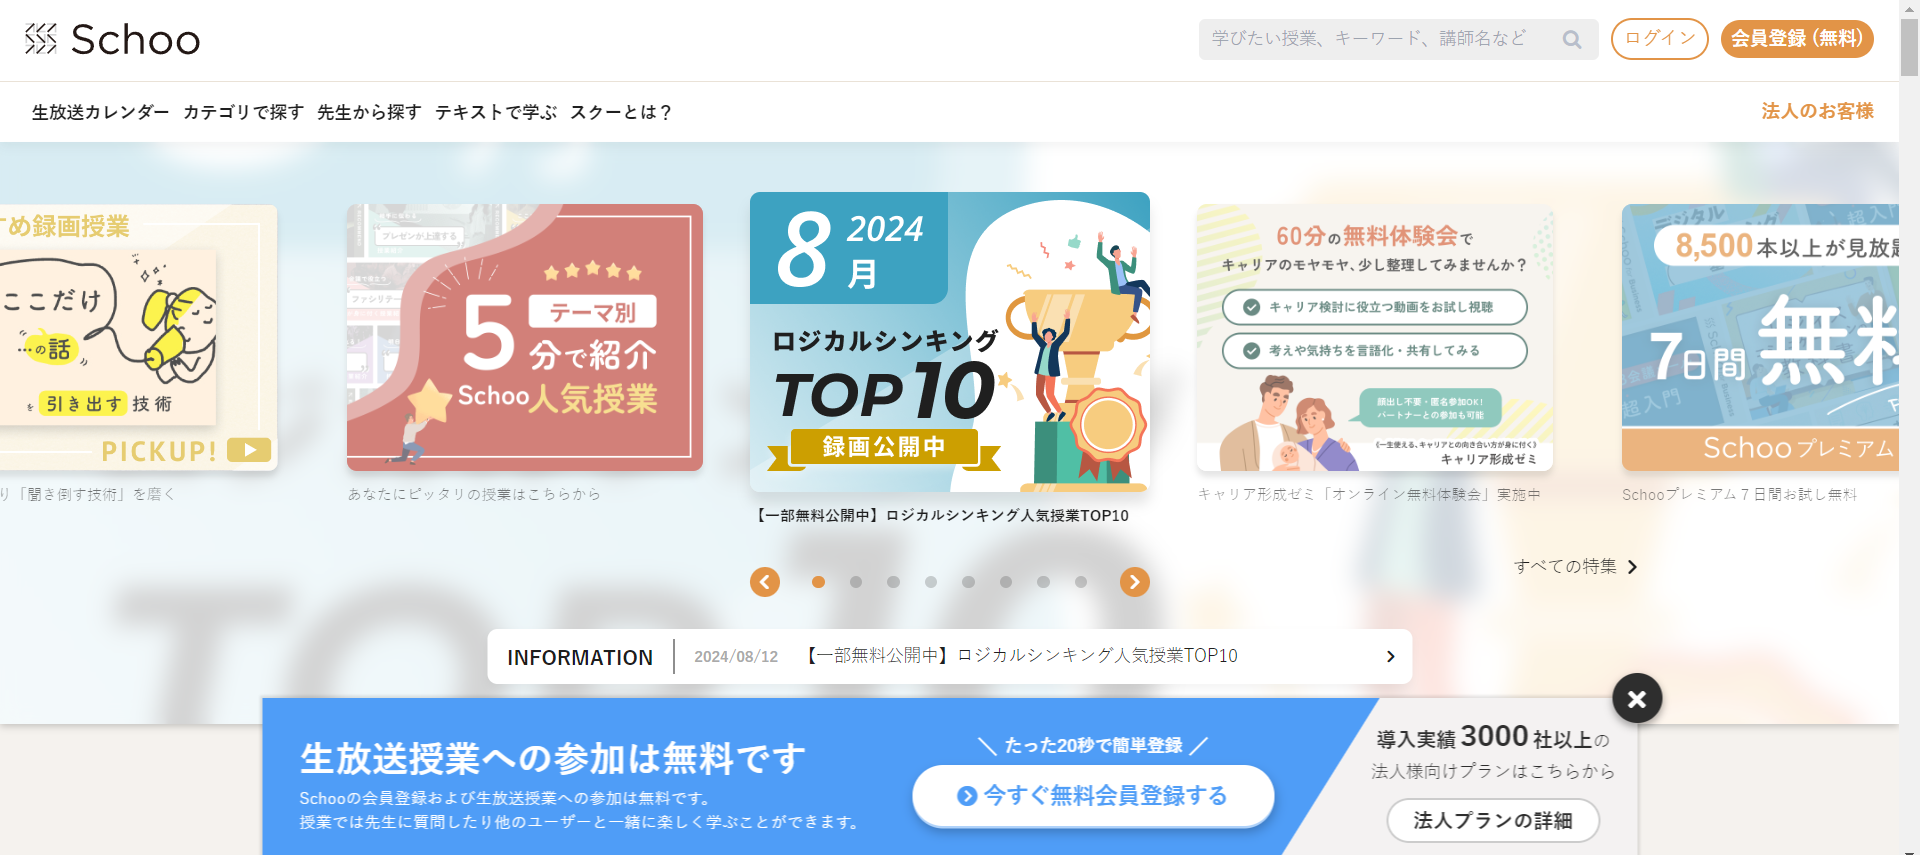 Schoo
学びたい授業、キーワード、講師名など
ログイン
会員登録 (無料)
生放送カレンダー カテゴリで探す 先生から探す テキストで学ぶ スクーとは？
法人のお客様
すめ録画授業
ここだけ
…の話
を 引き出す 技術
PICKUP!
り「聞き倒す技術」を磨く
プレゼンが上達する
ファシリテー
5
テーマ別
分で紹介
Schoo人気授業
あなたにピッタリの授業はこちらから
8月 2024
ロジカルシンキング
TOP10
録画公開中
【一部無料公開中】ロジカルシンキング人気授業TOP10
60分の無料体験会で
キャリアのモヤモヤ、少し整理してみませんか？
キャリア検討に役立つ動画をお試し視聴
考えや気持ちを言語化・共有してみる
顔出し不要・匿名参加OK！
パートナーとの参加も可能
《一生使える、キャリアとの向き合い方が身に付く》
キャリア形成ゼミ
キャリア形成ゼミ「オンライン無料体験会」実施中
デジタル
超入門
8,500本以上が見放題
7日間 無料
超入門
Schooプレミアム
Schooプレミアム７日間お試し無料
すべての特集
INFORMATION
2024/08/12
【一部無料公開中】ロジカルシンキング人気授業TOP10
生放送授業への参加は無料です
Schooの会員登録および生放送授業への参加は無料です。
授業では先生に質問したり他のユーザーと一緒に楽しく学ぶことができます。
＼ たった20秒で簡単登録 ／
今すぐ無料会員登録する
導入実績 3000 社以上の
法人様向けプランはこちらから
法人プランの詳細